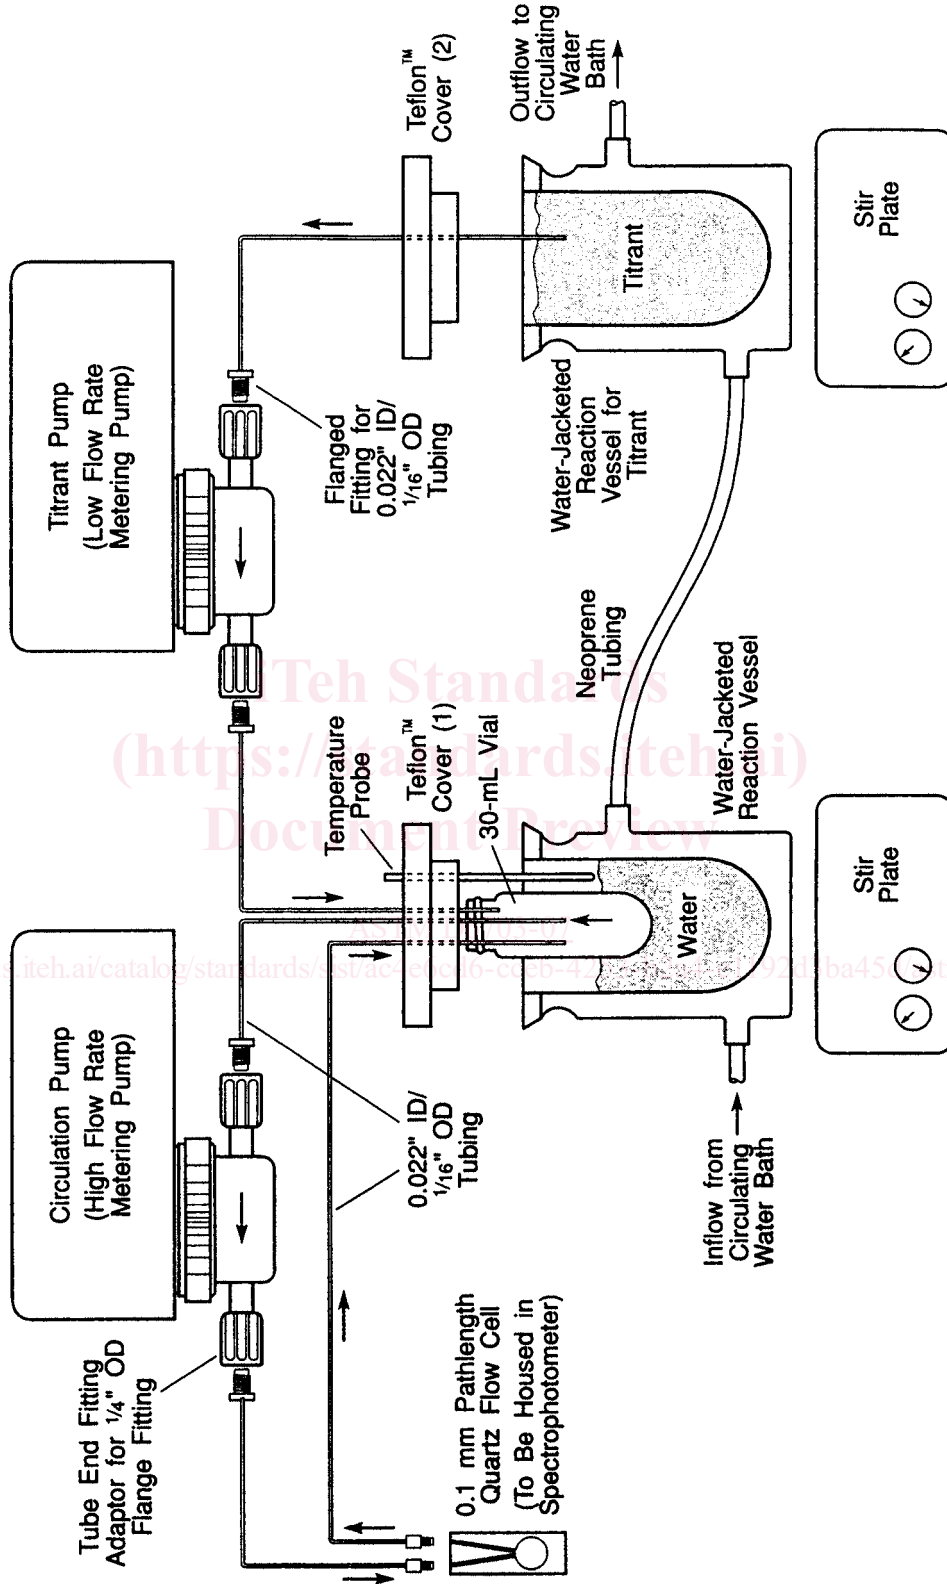 Tube End Fitting
Adaptor for 1/4" OD
Flange Fitting
Circulation Pump
(High Flow Rate
Metering Pump)
Titrant Pump
(Low Flow Rate
Metering Pump)
0.1 mm Pathlength
Quartz Flow Cell
(To Be Housed in
Spectrophotometer)
0.022" ID/
1/16" OD
Tubing
Temperature
Probe
Teflon™
Cover (1)
30-mL Vial
Flanged
Fitting for
0.022" ID/
1/16" OD
Tubing
Teflon™
Cover (2)
Inflow from
Circulating
Water Bath
Water
Water-Jacketed
Reaction Vessel
Neoprene
Tubing
Water-Jacketed
Reaction
Vessel for
Titrant
Titrant
Outflow to
Circulating
Water
Bath
Stir
Plate
Stir
Plate
iTeh Standards
(https://standards.iteh.ai)
Document Preview